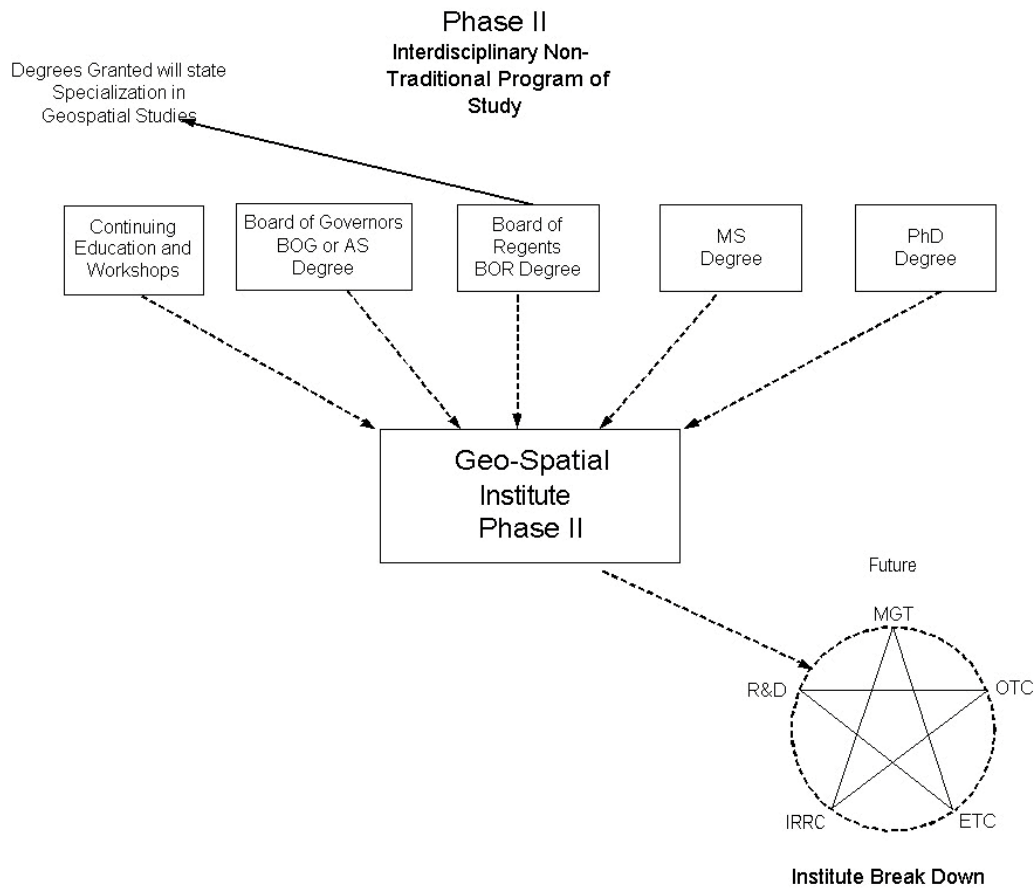 Phase II
Interdisciplinary Non-
Traditional Program of
Study
Degrees Granted will state
Specialization in
Geospatial Studies
Continuing
Education and
Workshops
Board of Governors
BOG or AS
Degree
Board of
Regents
BOR Degree
MS
Degree
PhD
Degree
Geo-Spatial
Institute
Phase II
Future
MGT
R&D
OTC
IRRC
ETC
Institute Break Down